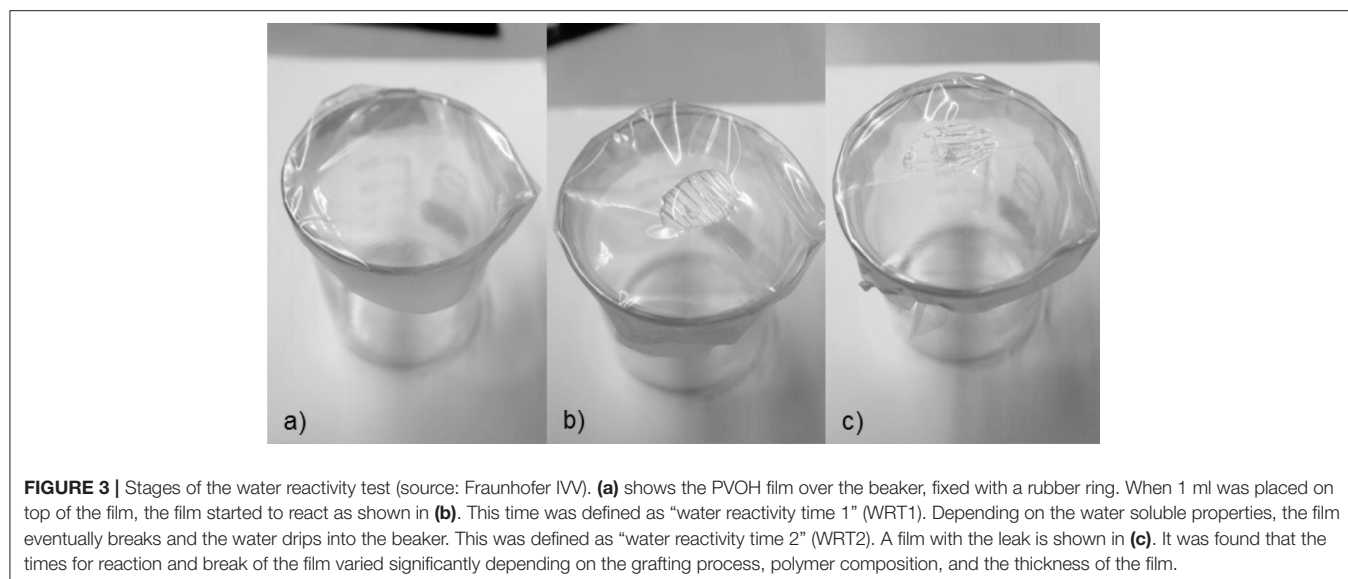 a)
b)
c)
FIGURE 3 | Stages of the water reactivity test (source: Fraunhofer IVV). (a) shows the PVOH film over the beaker, fixed with a rubber ring. When 1 ml was placed on
top of the film, the film started to react as shown in (b). This time was defined as “water reactivity time 1” (WRT1). Depending on the water soluble properties, the film
eventually breaks and the water drips into the beaker. This was defined as “water reactivity time 2” (WRT2). A film with the leak is shown in (c). It was found that the
times for reaction and break of the film varied significantly depending on the grafting process, polymer composition, and the thickness of the film.